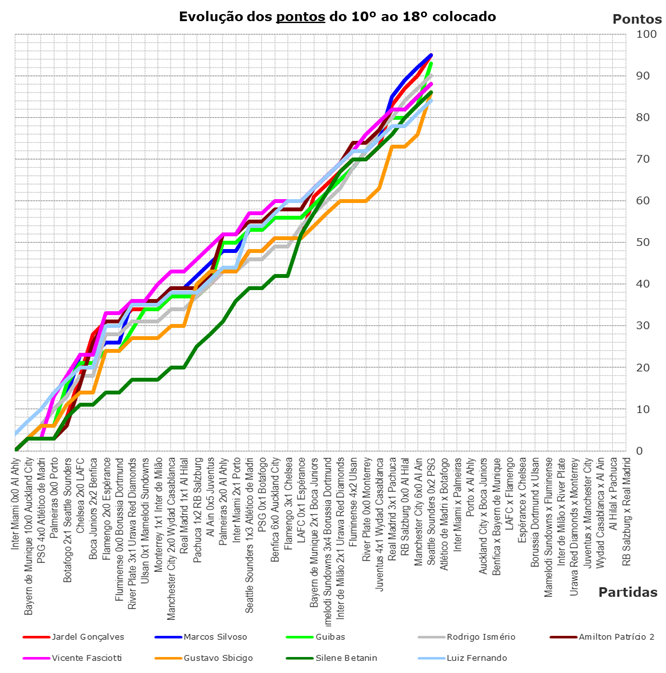 Evolução dos pontos do 10º ao 18º colocado
Pontos
100
90
80
70
60
50
40
30
20
10
0
Inter Miami 0x0 Al Ahly
Bayern de Munique 10x0 Auckland City
PSG 4x0 Atlético de Madri
Palmeiras 0x0 Porto
Botafogo 2x1 Seattle Sounders
Chelsea 2x0 LAFC
Boca Juniors 2x2 Benfica
Flamengo 2x0 Espérance
Fluminense 0x0 Borussia Dortmund
River Plate 3x1 Urawa Red Diamonds
Ulsan 0x1 Mamelodi Sundowns
Monterrey 1x1 Inter de Milão
Manchester City 2x0 Wydad Casablanca
Real Madrid 1x1 Al Hilal
Pachuca 1x2 RB Salzburg
Al Ain 0x5 Juventus
Palmeiras 2x0 Al Ahly
Inter Miami 2x1 Porto
Seattle Sounders 1x3 Atlético de Madri
PSG 0x1 Botafogo
Benfica 6x0 Auckland City
Flamengo 3x1 Chelsea
LAFC 0x1 Espérance
Bayern de Munique 2x1 Boca Juniors
amelodi Sundowns 3x4 Borussia Dortmund
Inter de Milão 2x1 Urawa Red Diamonds
Fluminense 4x2 Ulsan
River Plate 0x0 Monterrey
Juventus 4x1 Wydad Casablanca
Real Madrid 3x1 Pachuca
RB Salzburg 0x0 Al Hilal
Manchester City 6x0 Al Ain
Seattle Sounders 0x2 PSG
Atlético de Madri x Botafogo
Inter Miami x Palmeiras
Porto x Al Ahly
Auckland City x Boca Juniors
Benfica x Bayern de Munique
LAFC x Flamengo
Espérance x Chelsea
Borussia Dortmund x Ulsan
Mamelodi Sundowns x Fluminense
Inter de Milão x River Plate
Urawa Red Diamonds x Monterrey
Juventus x Manchester City
Wydad Casablanca x Al Ain
Al Hilal x Pachuca
RB Salzburg x Real Madrid
Partidas
Jardel Gonçalves
Marcos Silvoso
Guibas
Rodrigo Ismério
Amilton Patrício 2
Vicente Fasciotti
Gustavo Sbicigo
Silene Betanin
Luiz Fernando